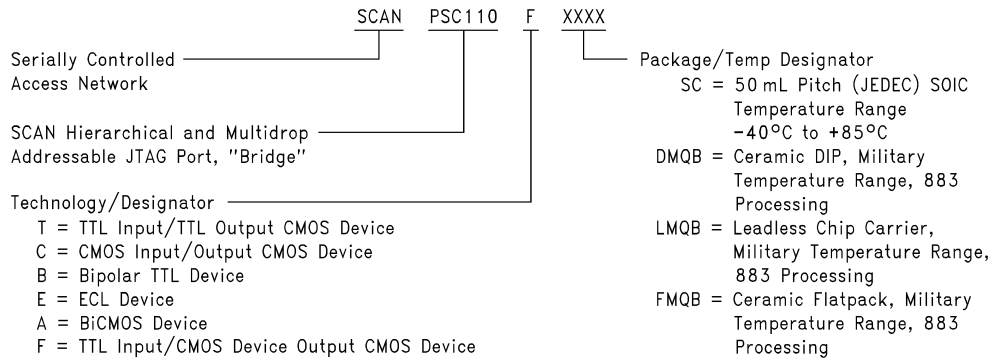 SCAN PSC110 F XXXX
Serially Controlled
Access Network
SCAN Hierarchical and Multidrop
Addressable JTAG Port, "Bridge"
Technology/Designator
T = TTL Input/TTL Output CMOS Device
C = CMOS Input/Output CMOS Device
B = Bipolar TTL Device
E = ECL Device
A = BiCMOS Device
F = TTL Input/CMOS Device Output CMOS Device
Package/Temp Designator
SC = 50 mL Pitch (JEDEC) SOIC
Temperature Range
-40°C to +85°C
DMQB = Ceramic DIP, Military
Temperature Range, 883
Processing
LMQB = Leadless Chip Carrier,
Military Temperature Range,
883 Processing
FMQB = Ceramic Flatpack, Military
Temperature Range, 883
Processing